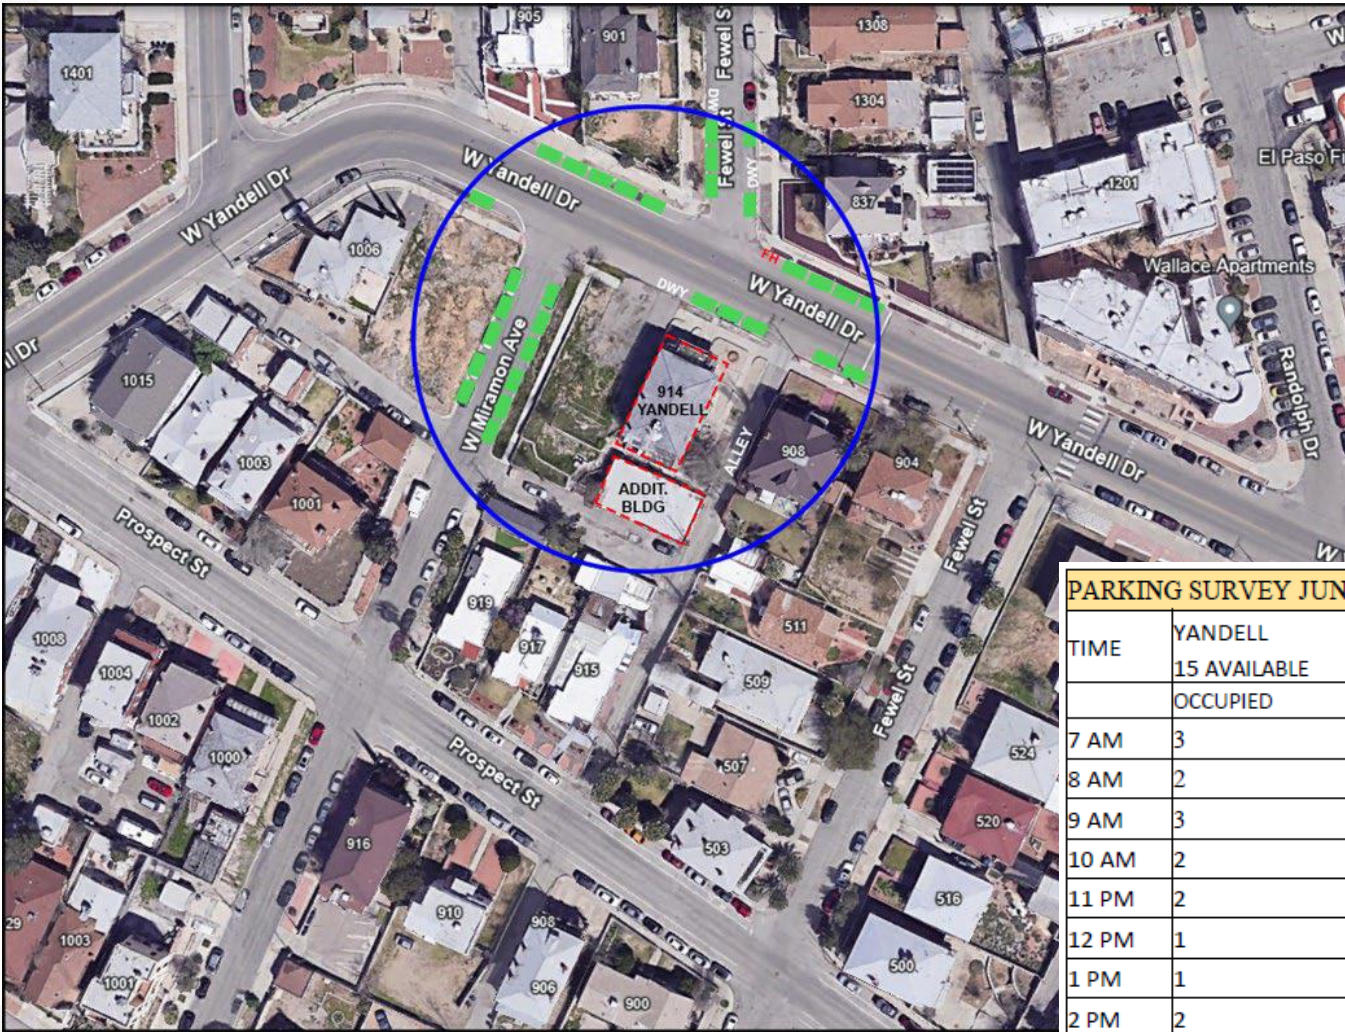 1401
905
901
Fewel S
1308
W
DWY
1304
Fewel St
DWY
El Paso Fi
1201
W Yandell Dr
W Yandell Dr
837
1006
FH
Wallace Apartments
DWY
W Yandell Dr
ll Dr
1015
W Miramon Ave
914
YANDELL
Randolph Dr
ALLEY
908
904
W Yandell Dr
1003
1001
ADDIT.
BLDG
Prospect St
Fewel St
W
919
511
1008
917
915
1004
509
1002
Fewel St
1000
Prospect St
507
524
916
503
520
910
516
29
1003
908
500
1001
906
900
PARKING SURVEY JUN
TIME
YANDELL
15 AVAILABLE
OCCUPIED
7 AM 3
8 AM 2
9 AM 3
10 AM 2
11 PM 2
12 PM 1
1 PM 1
2 PM 2